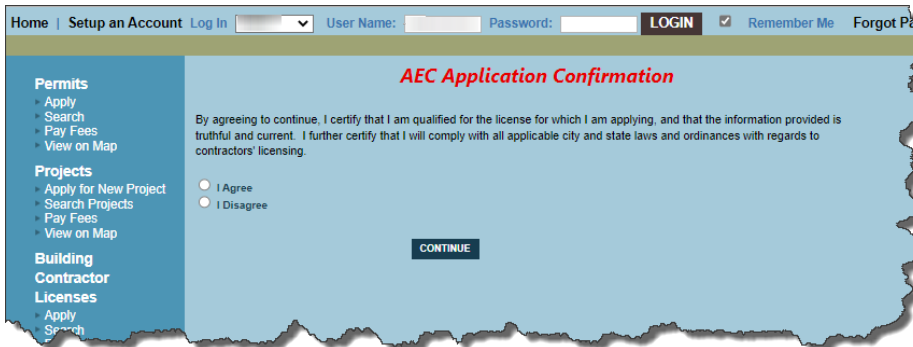 Home | Setup an Account Log In User Name: Password: LOGIN Remember Me Forgot
AEC Application Confirmation
By agreeing to continue, I certify that I am qualified for the license for which I am applying, and that the information provided is
truthful and current. I further certify that I will comply with all applicable city and state laws and ordinances with regards to
contractors' licensing.
I Agree
I Disagree
CONTINUE
Permits
Apply
Search
Pay Fees
View on Map
Projects
Apply for New Project
Search Projects
Pay Fees
View on Map
Building
Contractor
Licenses
Apply
Search